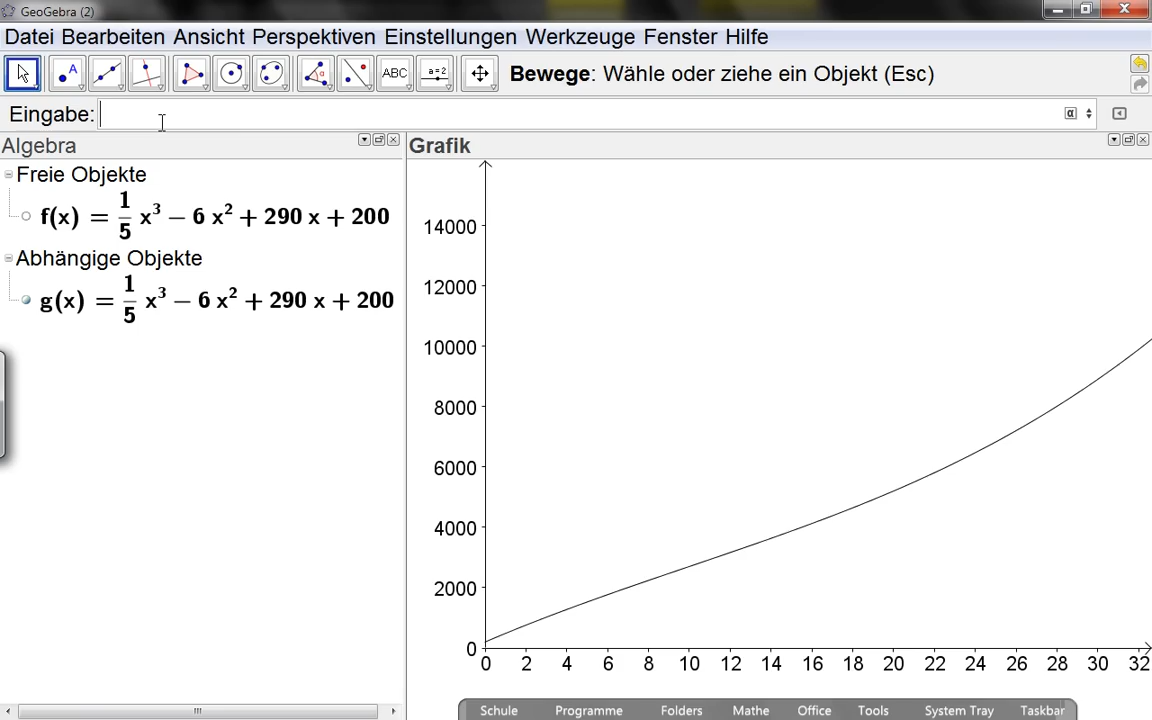 GeoGebra (2)
Datei Bearbeiten Ansicht Perspektiven Einstellungen Werkzeuge Fenster Hilfe
A
α
ABC
a=2
Bewege: Wähle oder ziehe ein Objekt (Esc)
Eingabe:
α
Algebra
Grafik
Freie Objekte
f(x) = 1/5 x³ − 6 x² + 290 x + 200
Abhängige Objekte
g(x) = 1/5 x³ − 6 x² + 290 x + 200
14000
12000
10000
8000
6000
4000
2000
0
0 2 4 6 8 10 12 14 16 18 20 22 24 26 28 30 32
Schule Programme Folders Mathe Office Tools System Tray Taskbar